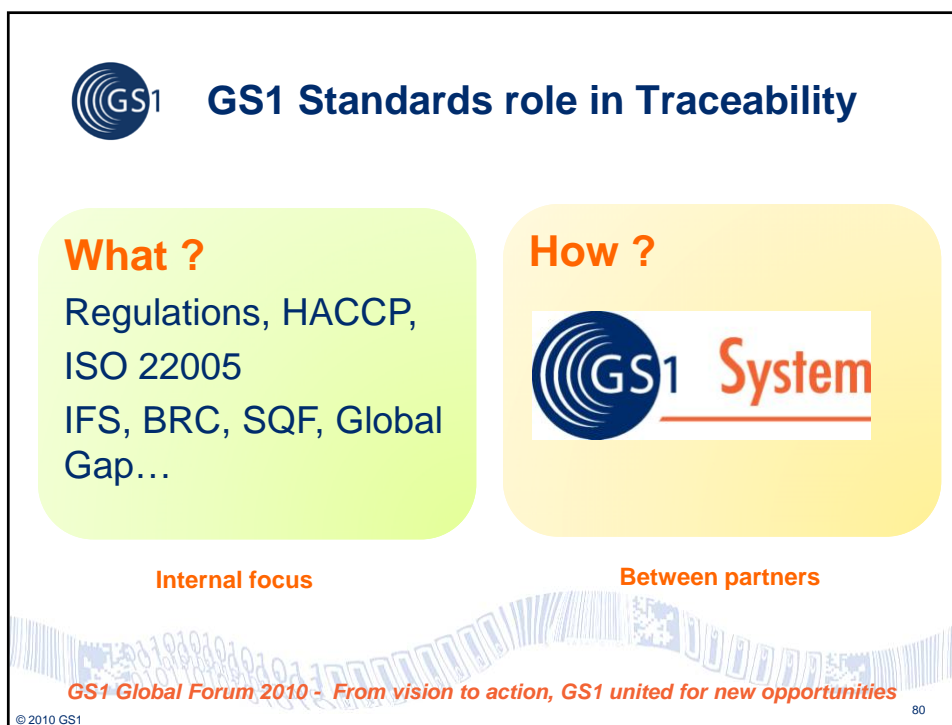 GS1
GS1 Standards role in Traceability
What ?
Regulations, HACCP,
ISO 22005
IFS, BRC, SQF, Global
Gap…
How ?
GS1 System
Internal focus
Between partners
GS1 Global Forum 2010 - From vision to action, GS1 united for new opportunities
© 2010 GS1
80